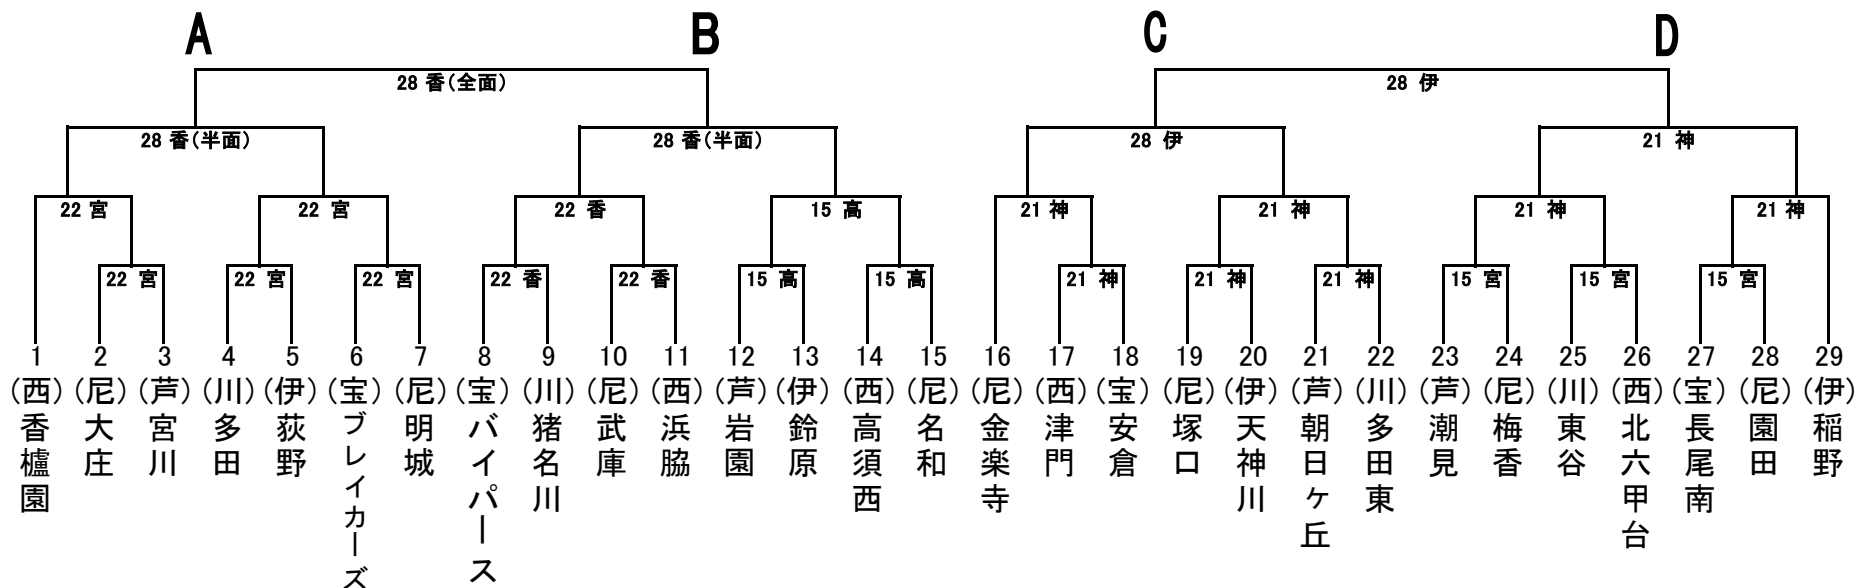 A B C D
28 香(全面) 28 伊
28 香(半面) 28 香(半面) 28 伊 21 神
22 宮 22 宮 22 香 15 高 21 神 21 神 21 神 21 神
22 宮 22 宮 22 宮 22 香 22 香 15 高 15 高 21 神 21 神 21 神 15 宮 15 宮 15 宮
1 2 3 4 5 6 7 8 9 10 11 12 13 14 15 16 17 18 19 20 21 22 23 24 25 26 27 28 29
(西) (尼) (芦) (川) (伊) (宝) (尼) (宝) (川) (尼) (西) (芦) (伊) (西) (尼) (尼) (西) (宝) (尼) (伊) (芦) (川) (芦) (尼) (川) (西) (宝) (尼) (伊)
香櫨園
大庄
宮川
多田
荻野
ブレイカーズ
明城
バイパース
猪名川
武庫
浜脇
岩園
鈴原
高須西
名和
金楽寺
津門
安倉
塚口
天神川
朝日ヶ丘
多田東
潮見
梅香
東谷
北六甲台
長尾南
園田
稲野